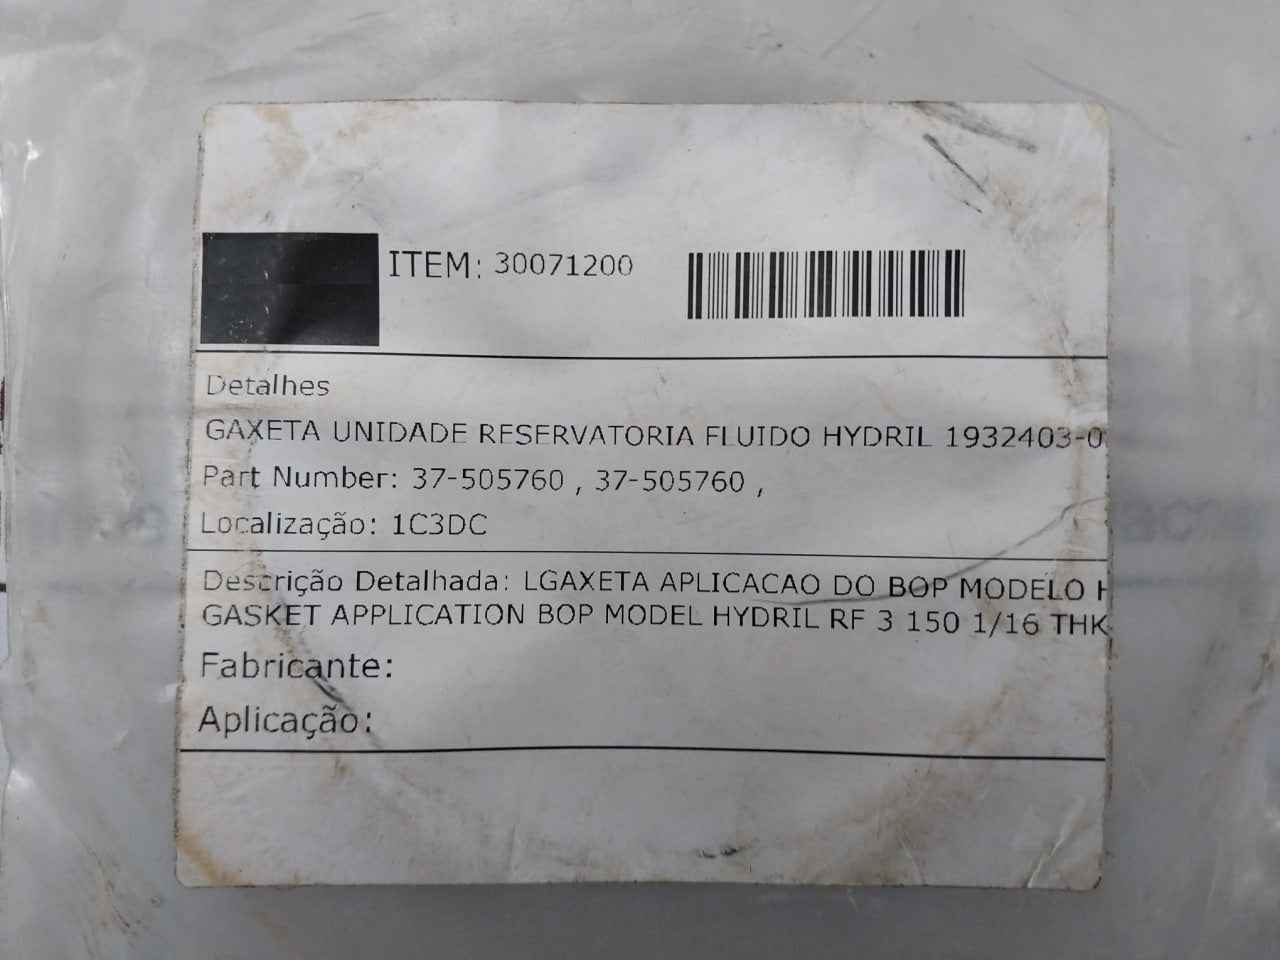 ITEM: 30071200
Detalhes
GAXETA UNIDADE RESERVATORIA FLUIDO HYDRIL 1932403-0
Part Number: 37-505760 , 37-505760 ,
Localização: 1C3DC
Descrição Detalhada: LGAXETA APLICACAO DO BOP MODELO H
GASKET APPLICATION BOP MODEL HYDRIL RF 3 150 1/16 THK
Fabricante:
Aplicação: